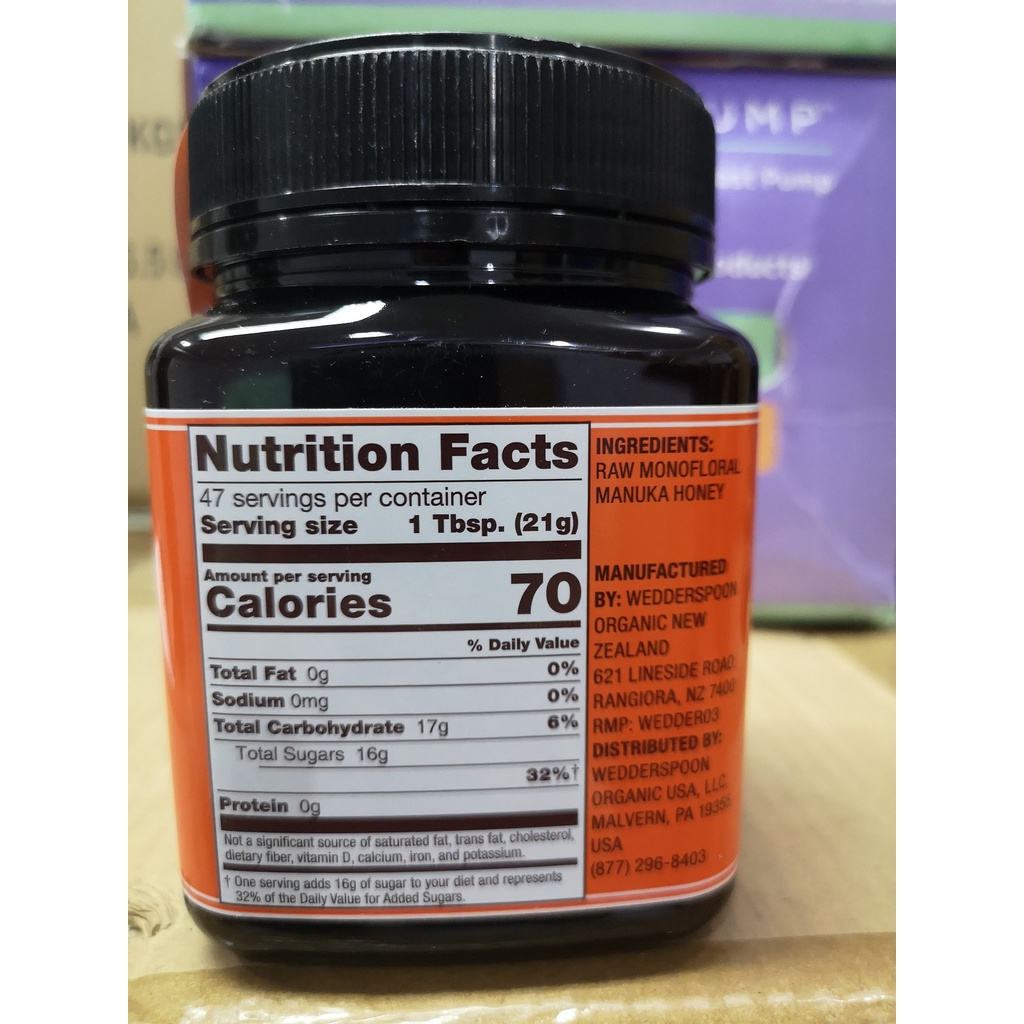 Nutrition Facts
47 servings per container
Serving size 1 Tbsp. (21g)
Amount per serving
Calories 70
% Daily Value
Total Fat 0g 0%
Sodium 0mg 0%
Total Carbohydrate 17g 6%
Total Sugars 16g
32%†
Protein 0g
Not a significant source of saturated fat, trans fat, cholesterol,
dietary fiber, vitamin D, calcium, iron, and potassium.
† One serving adds 16g of sugar to your diet and represents
32% of the Daily Value for Added Sugars.
INGREDIENTS:
RAW MONOFLORAL
MANUKA HONEY
MANUFACTURED
BY: WEDDERSPOON
ORGANIC NEW
ZEALAND
621 LINESIDE ROAD
RANGIORA, NZ 7400
RMP: WEDDER03
DISTRIBUTED BY:
WEDDERSPOON
ORGANIC USA, LLC.
MALVERN, PA 19355
USA
(877) 296-8403
UMP™
Pump